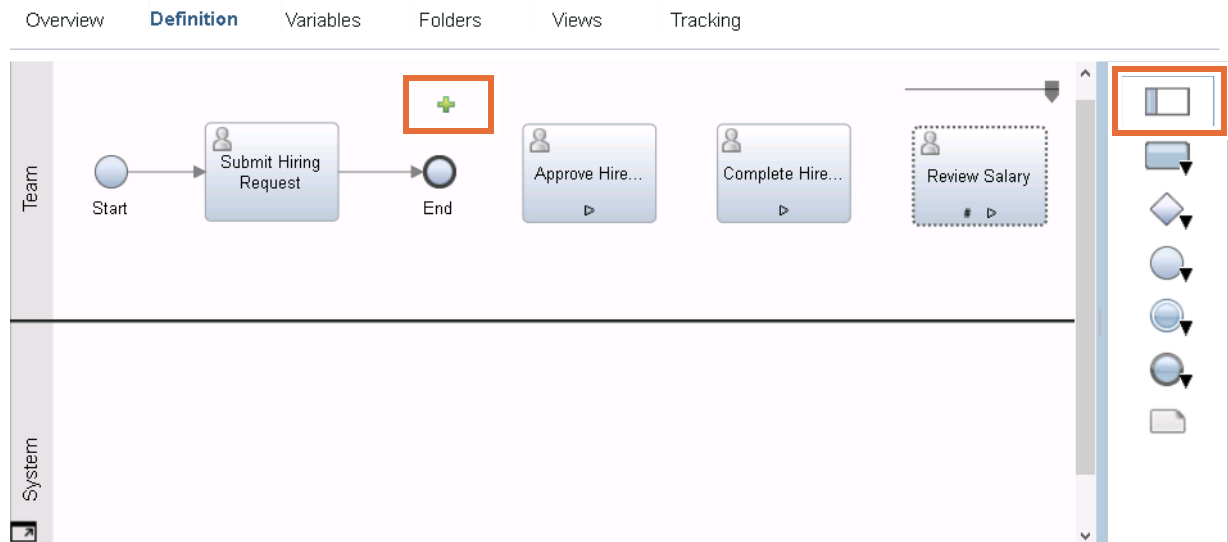 Overview Definition Variables Folders Views Tracking
Team
Start
Submit Hiring
Request
End
Approve Hire...
Complete Hire...
Review Salary
System